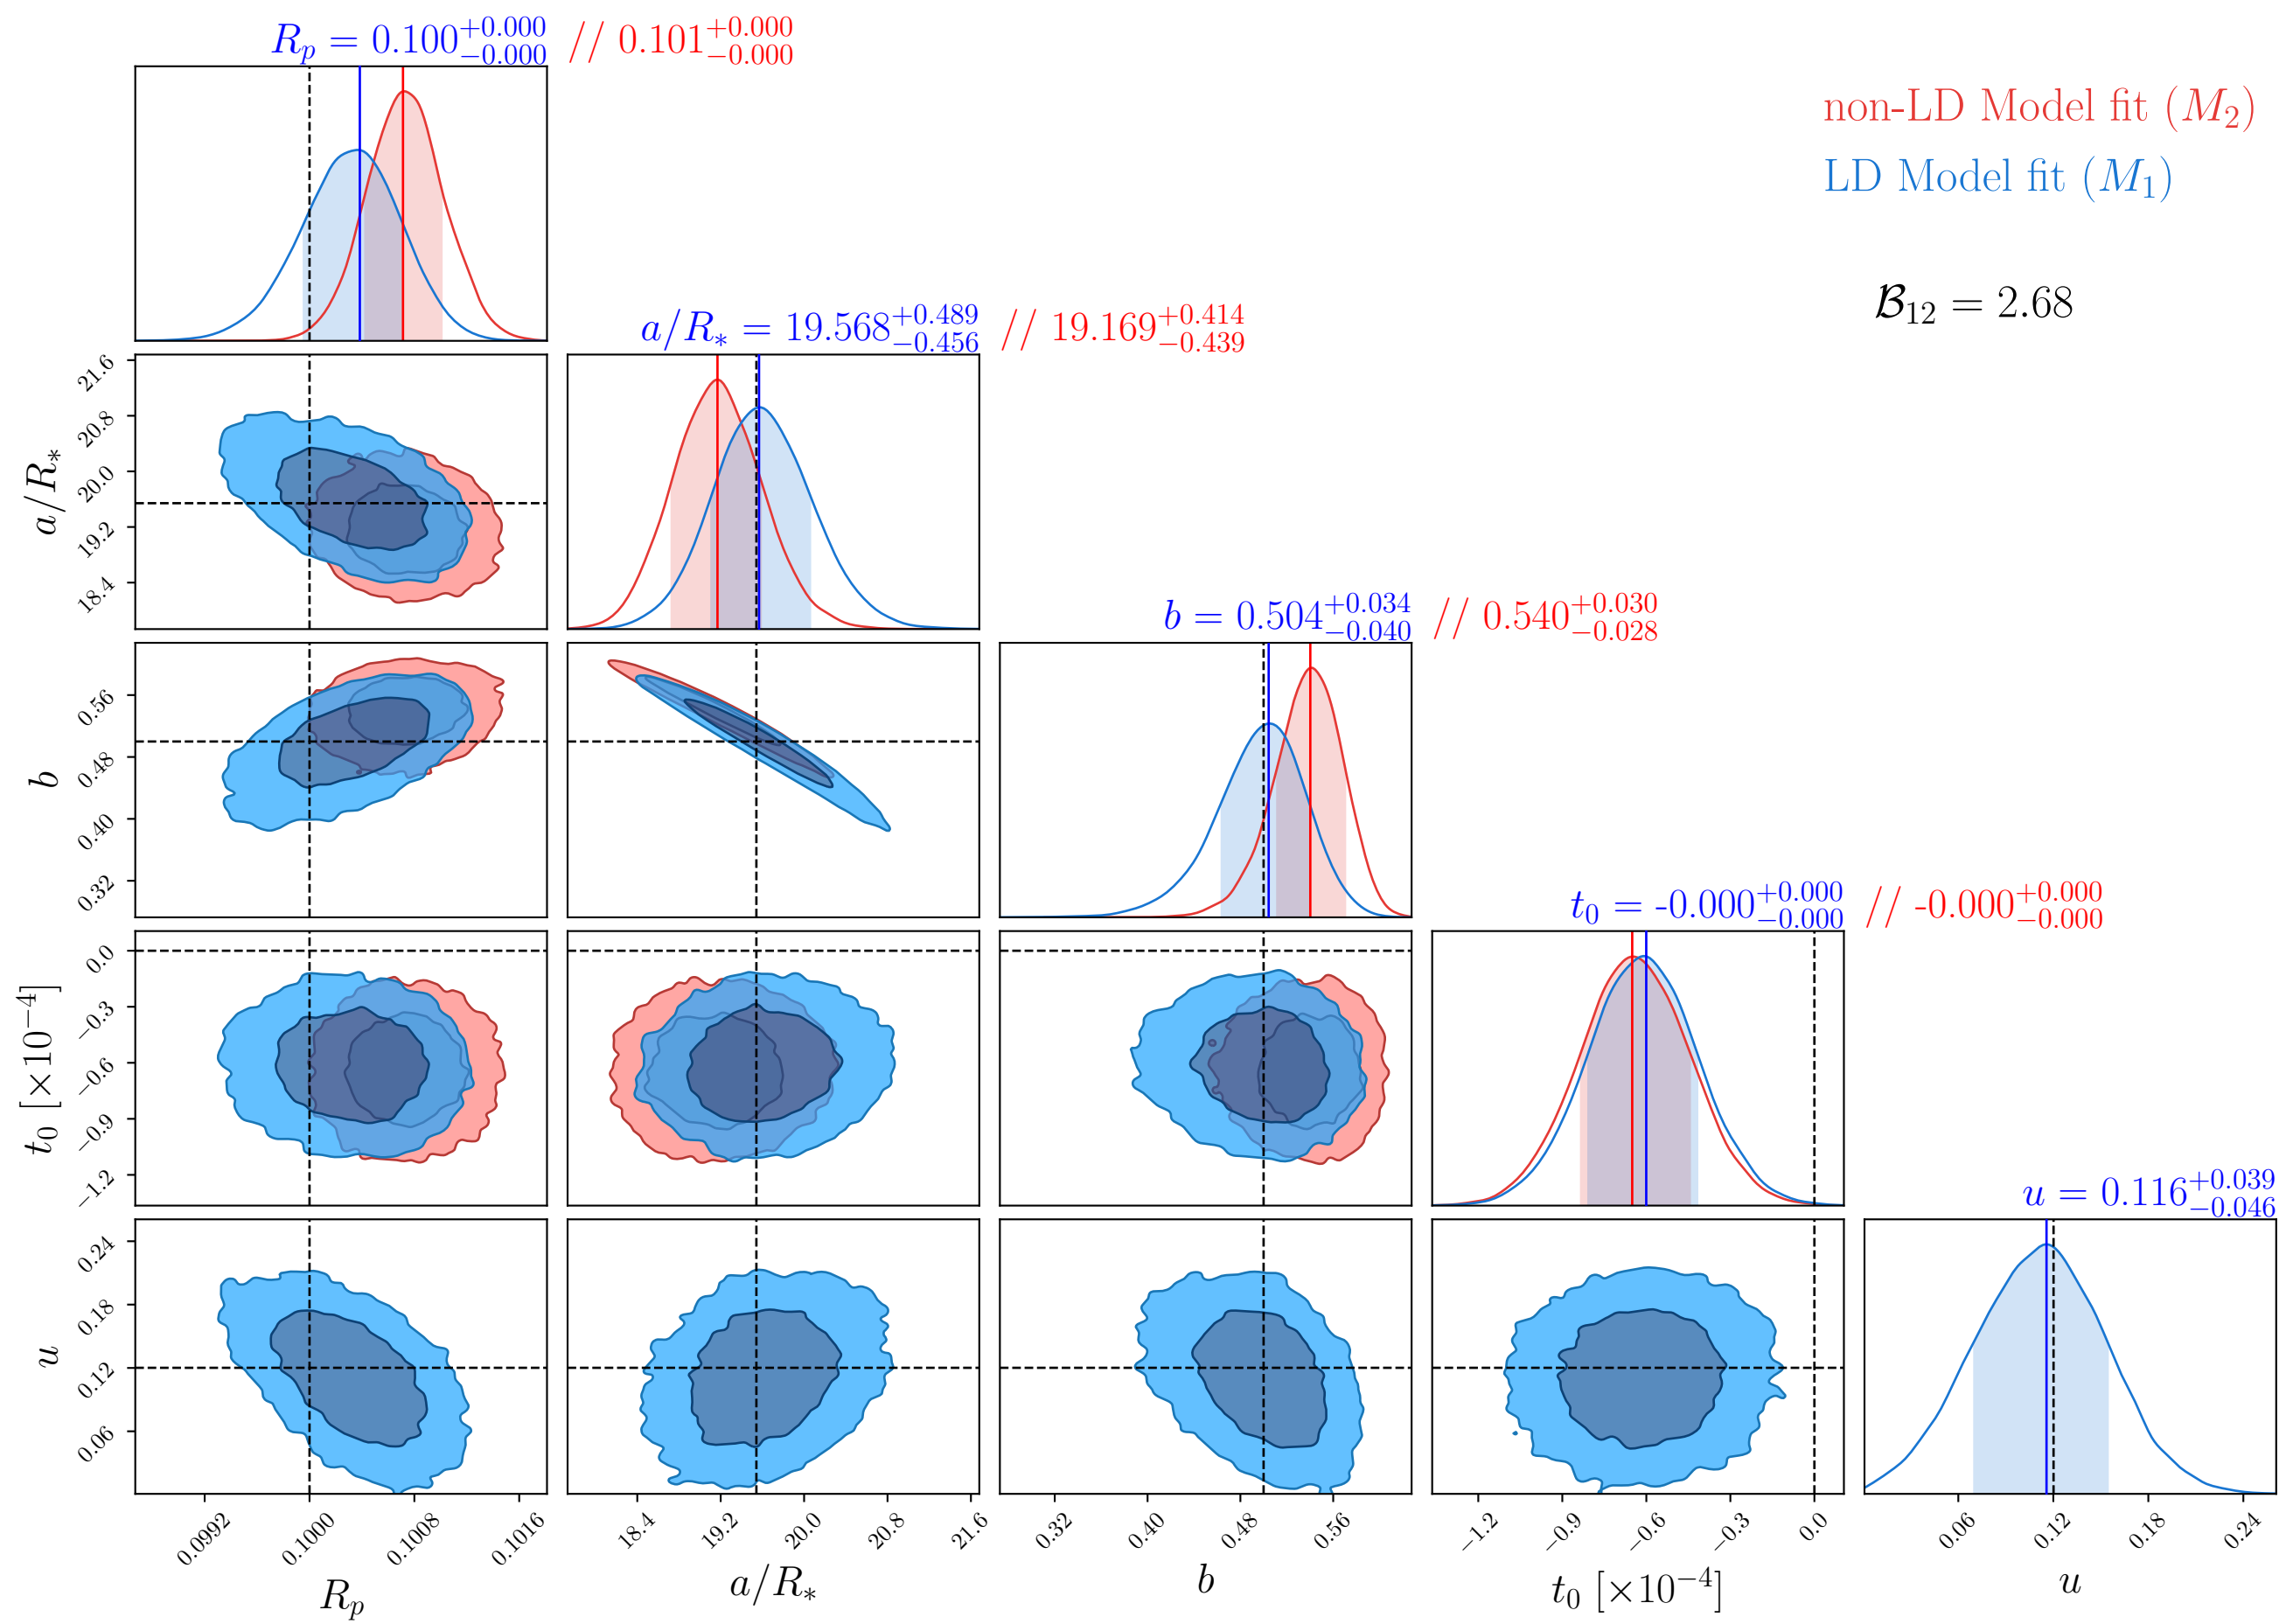 R_p = 0.100^{+0.000}_{-0.000} // 0.101^{+0.000}_{-0.000}
non-LD Model fit (M_2)
LD Model fit (M_1)
ℬ_{12} = 2.68
a/R_* = 19.568^{+0.489}_{-0.456} // 19.169^{+0.414}_{-0.439}
21.6
20.8
20.0
19.2
18.4
a/R_*
b = 0.504^{+0.034}_{-0.040} // 0.540^{+0.030}_{-0.028}
0.56
0.48
0.40
0.32
b
t_0 = -0.000^{+0.000}_{-0.000} // -0.000^{+0.000}_{-0.000}
0.0
−0.3
−0.6
−0.9
−1.2
t_0 [×10^{−4}]
u = 0.116^{+0.039}_{-0.046}
0.24
0.18
0.12
0.06
u
0.0992 0.1000 0.1008 0.1016 18.4 19.2 20.0 20.8 21.6 0.32 0.40 0.48 0.56 −1.2 −0.9 −0.6 −0.3 0.0 0.06 0.12 0.18 0.24
R_p a/R_* b t_0 [×10^{−4}] u